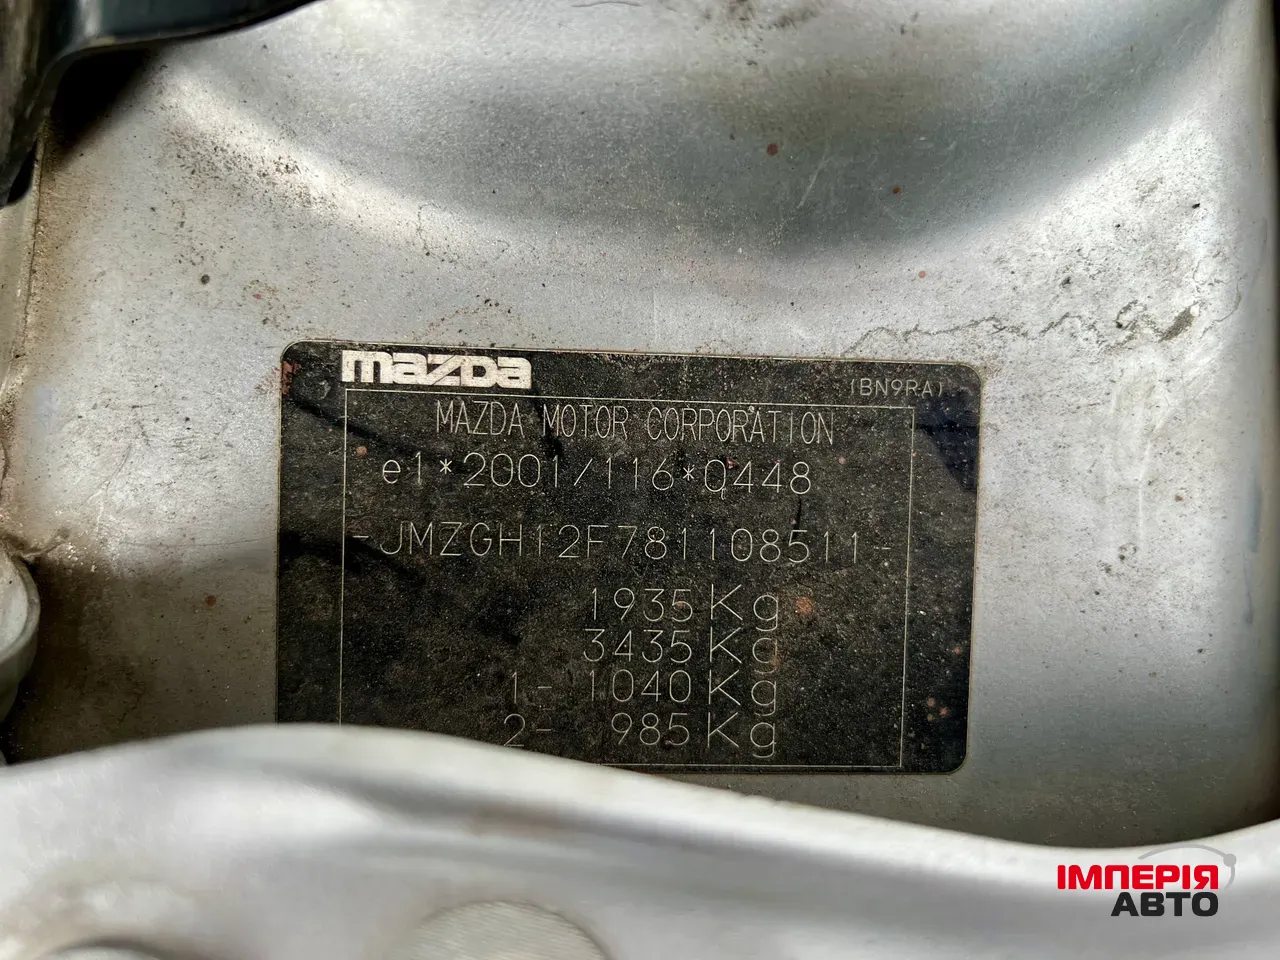 mazda
(BN9RA)
MAZDA MOTOR CORPORATION
e1*2001/116*0448
-JMZGH12F781108511-
1935Kg
3435Kg
1- 1040Kg
2- 985Kg
ІМПЕРІЯ
АВТО